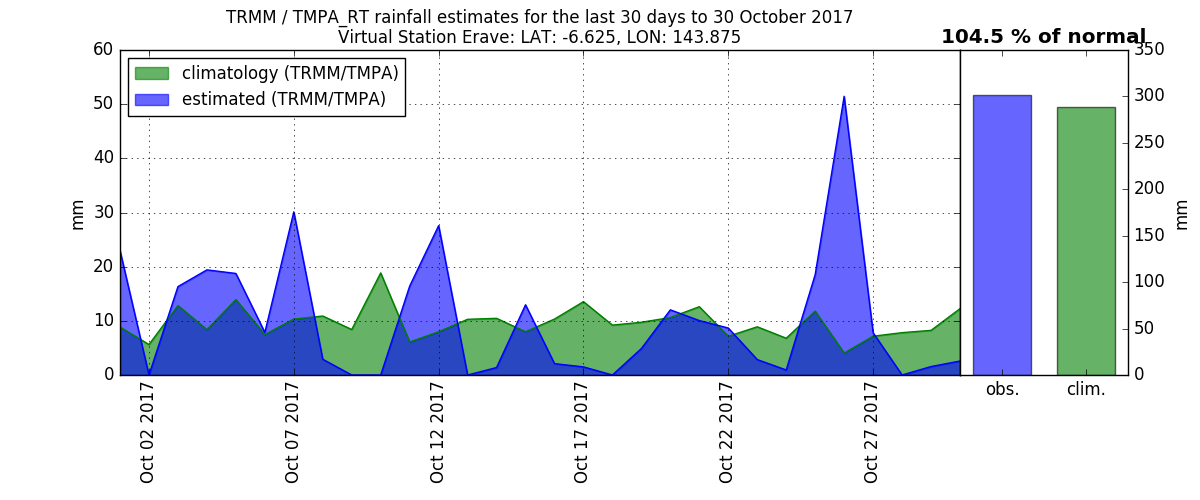 TRMM / TMPA_RT rainfall estimates for the last 30 days to 30 October 2017
Virtual Station Erave: LAT: -6.625, LON: 143.875
104.5 % of normal
climatology (TRMM/TMPA)
estimated (TRMM/TMPA)
60
50
40
30
20
10
0
mm
Oct 02 2017
Oct 07 2017
Oct 12 2017
Oct 17 2017
Oct 22 2017
Oct 27 2017
350
300
250
200
150
100
50
0
mm
obs.
clim.